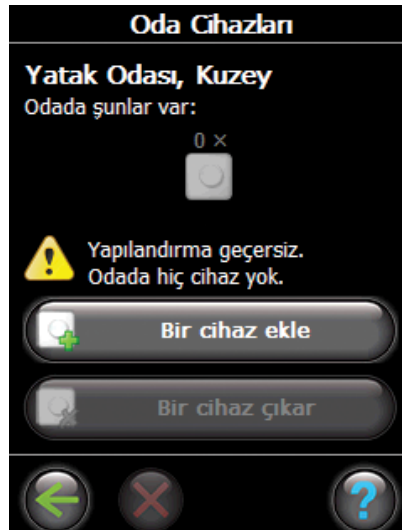 Oda Cihazları
Yatak Odası, Kuzey
Odada şunlar var:
0 ×
Yapılandırma geçersiz.
Odada hiç cihaz yok.
Bir cihaz ekle
Bir cihaz çıkar